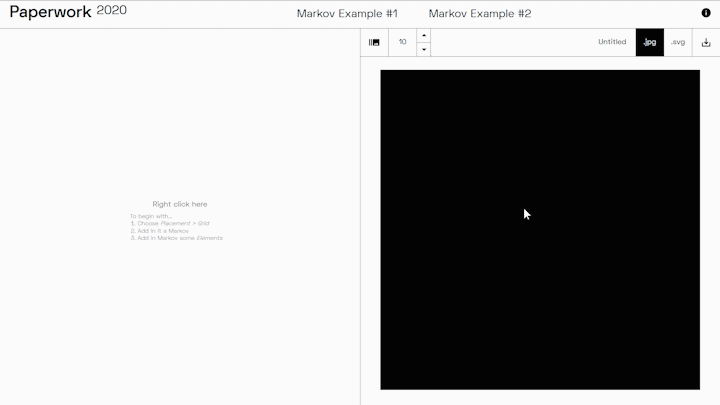 Paperwork 2020
Markov Example #1
Markov Example #2
10
Untitled
.jpg
.svg
Right click here
To begin with...
1. Choose Placement > Grid
2. Add in it a Markov
3. Add in Markov some Elements